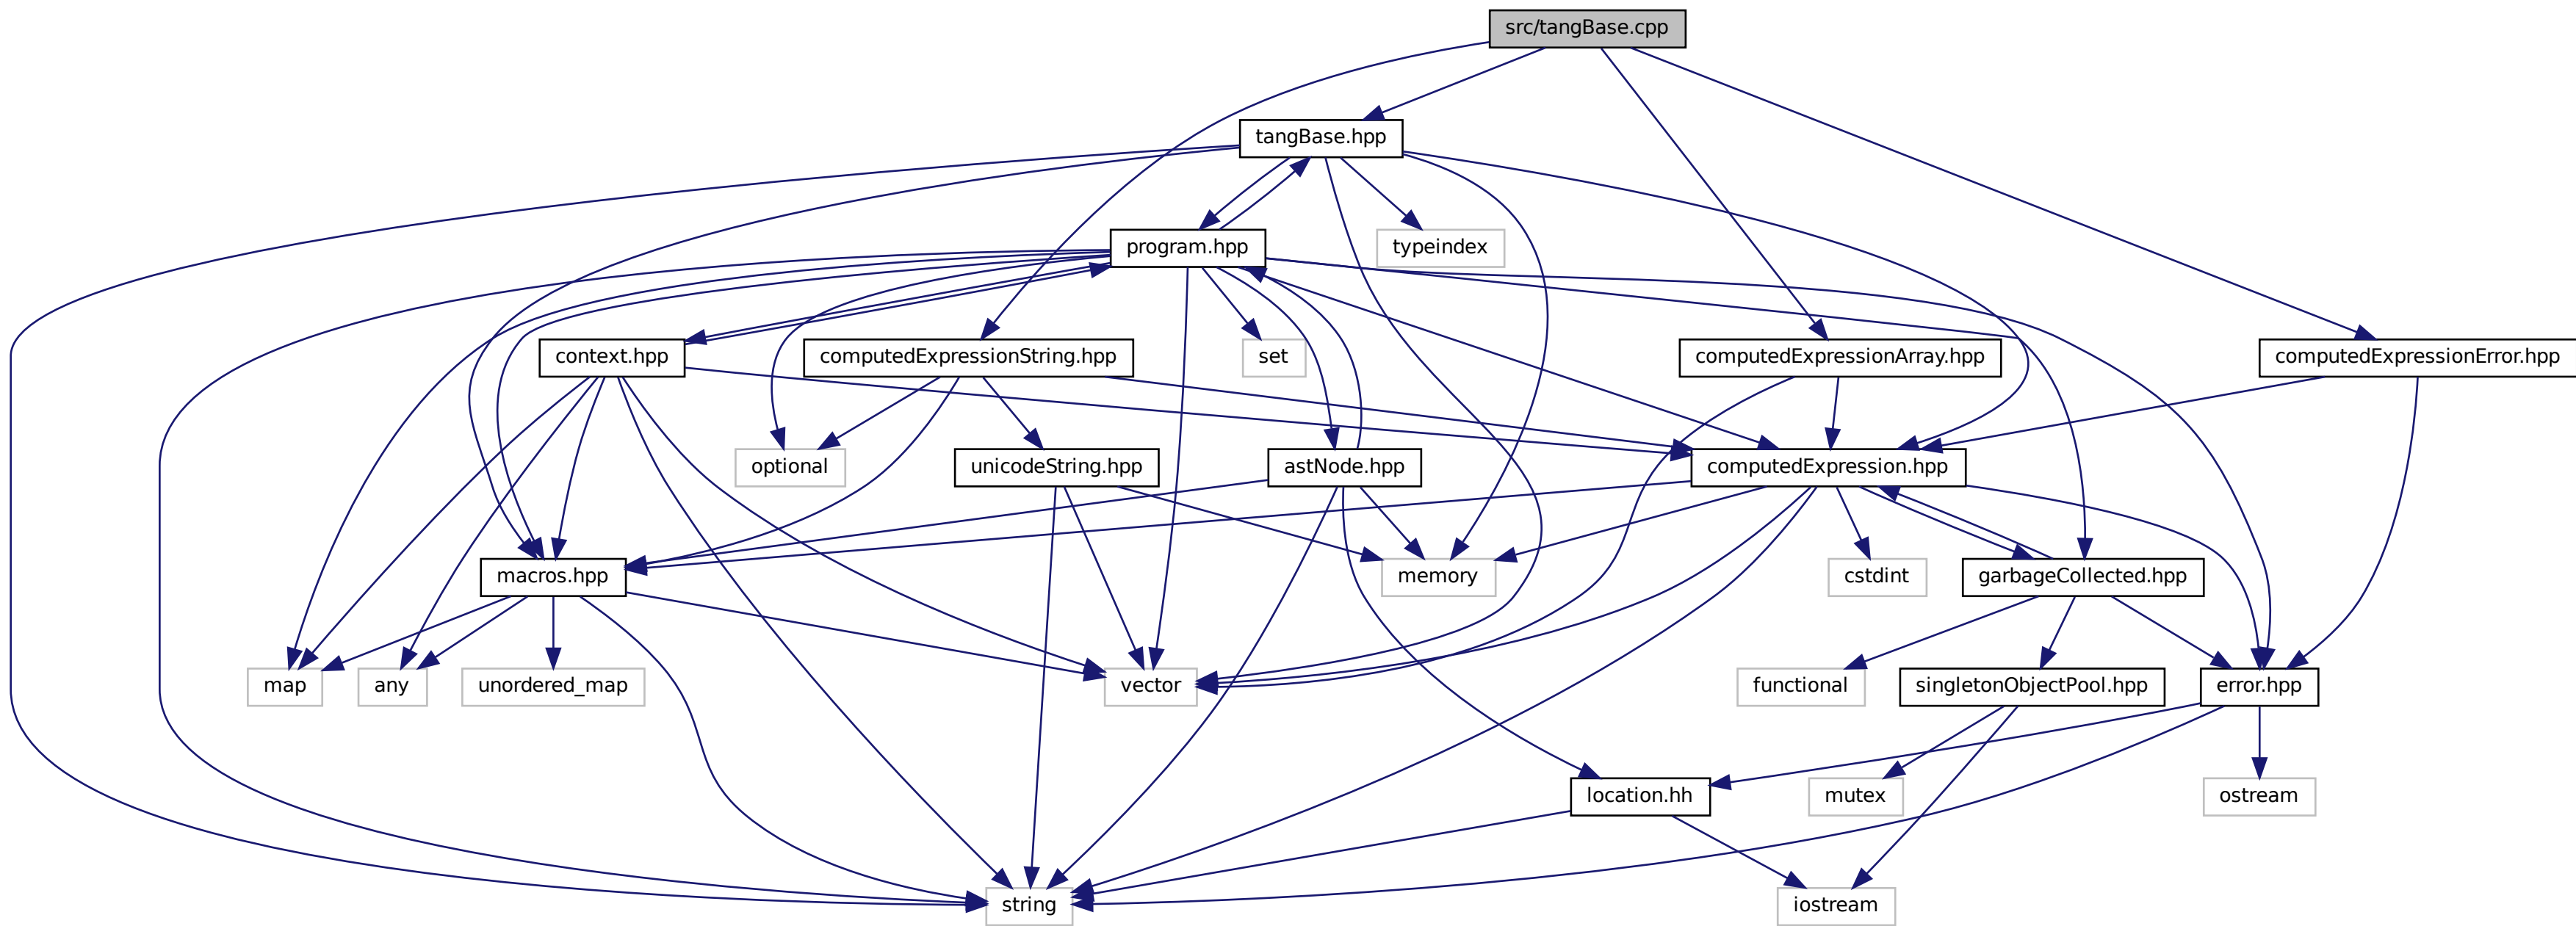 src/tangBase.cpp
tangBase.hpp
program.hpp
typeindex
context.hpp
computedExpressionString.hpp
set
computedExpressionArray.hpp
computedExpressionError.hpp
optional
unicodeString.hpp
astNode.hpp
computedExpression.hpp
macros.hpp
memory
cstdint
garbageCollected.hpp
map
any
unordered_map
vector
functional
singletonObjectPool.hpp
error.hpp
location.hh
mutex
ostream
string
iostream